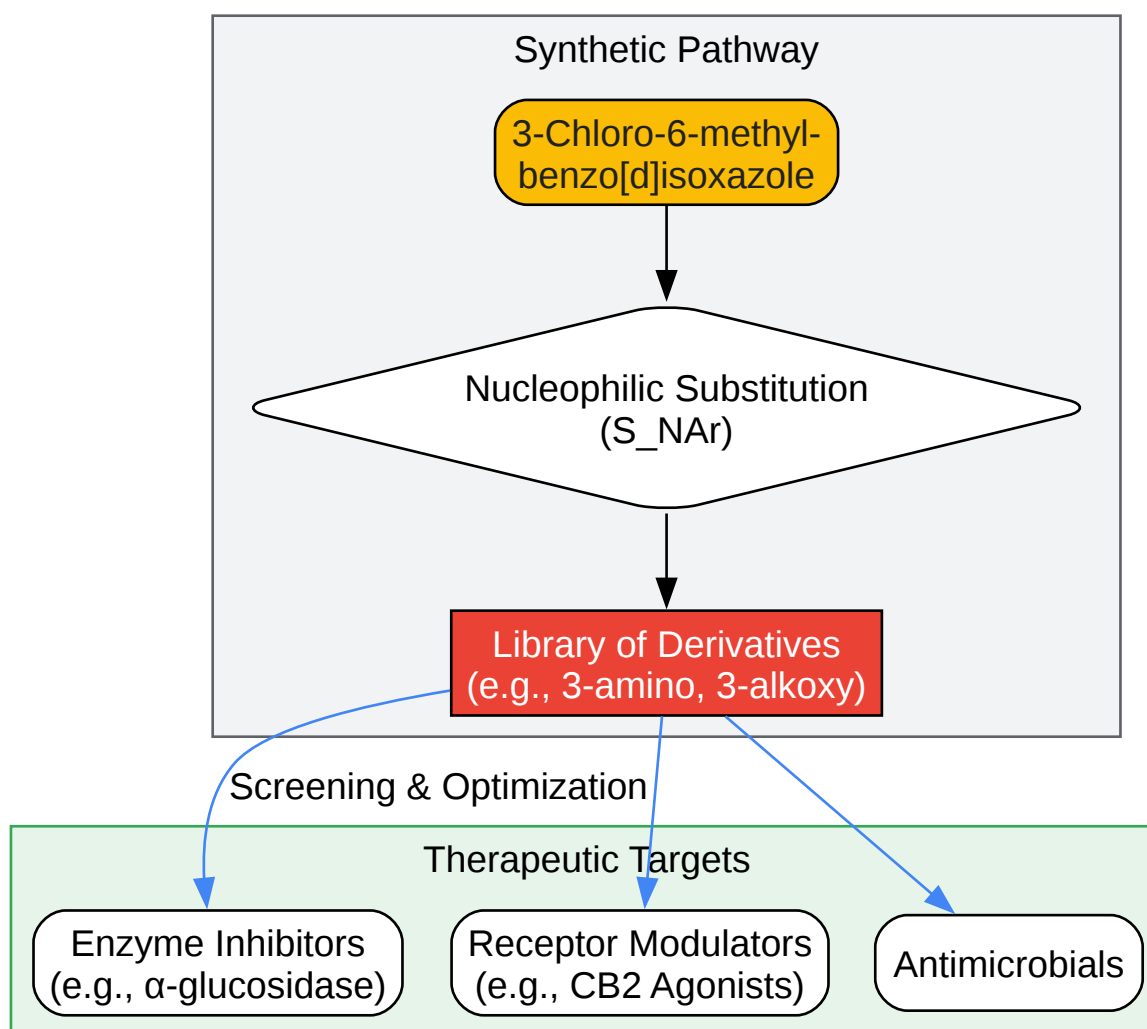 Synthetic Pathway
3-Chloro-6-methyl-
benzo[d]isoxazole
Nucleophilic Substitution
(S_NAr)
Library of Derivatives
(e.g., 3-amino, 3-alkoxy)
Screening & Optimization
Therapeutic Targets
Enzyme Inhibitors
(e.g., α-glucosidase)
Receptor Modulators
(e.g., CB2 Agonists)
Antimicrobials